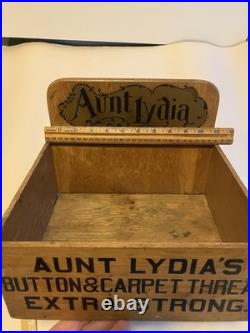 Aunt Lydia
AUNT LYDIA'S
BUTTON&CARPET THREA
EXTRA STRONG